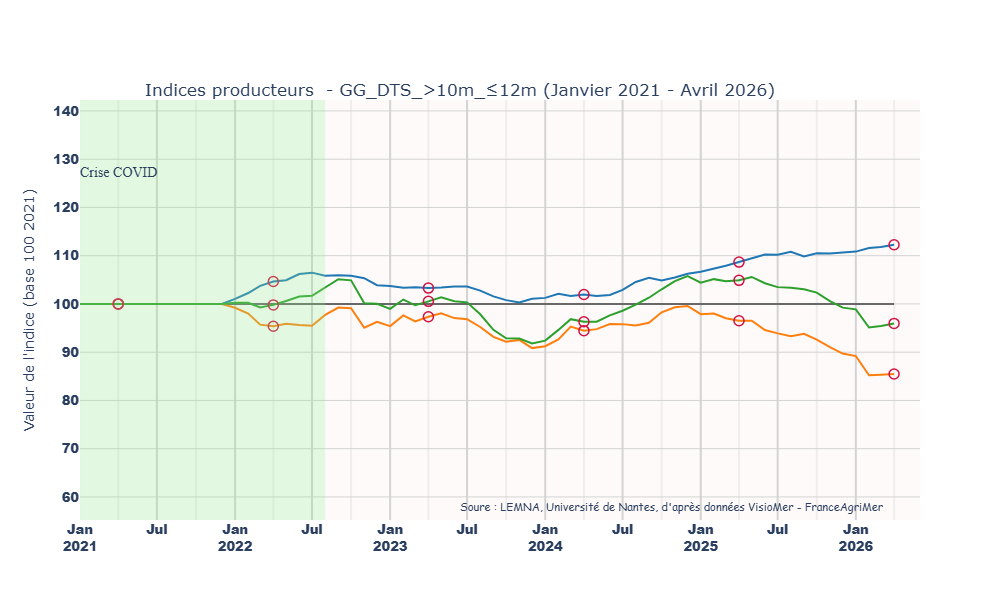 Indices producteurs  - GG_DTS_>10m_≤12m (Janvier 2021 - Avril 2026)
Valeur de l'Indice (base 100 2021)
140
130
Crise COVID
120
110
100
90
80
70
60
Soure : LEMNA, Université de Nantes, d'après données VisioMer - FranceAgriMer
Jan Jul Jan Jul Jan Jul Jan Jul Jan Jul Jan
2021 2022 2023 2024 2025 2026